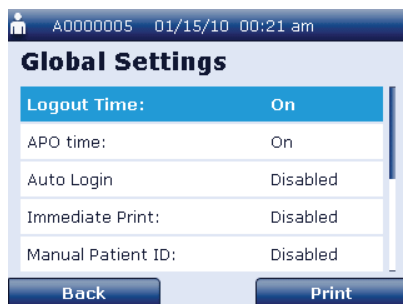 A0000005 01/15/10 00:21 am
Global Settings
Logout Time: On
APO time: On
Auto Login Disabled
Immediate Print: Disabled
Manual Patient ID: Disabled
Back Print